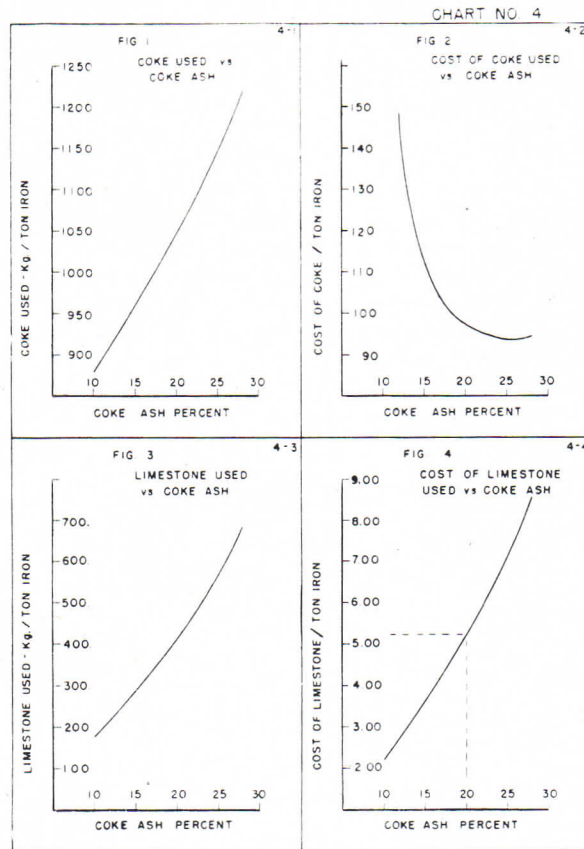 CHART NO. 4
4-1
FIG 1
COKE USED vs
COKE ASH
1250
1200
1150
1100
1050
1000
950
900
COKE USED - Kg. / TON IRON
10 15 20 25 30
COKE ASH PERCENT
4-2
FIG 2
COST OF COKE USED
vs COKE ASH
150
140
130
120
110
100
90
COST OF COKE / TON IRON
10 15 20 25 30
COKE ASH PERCENT
4-3
FIG 3
LIMESTONE USED
vs COKE ASH
700.
600
500
400
300
200
100
LIMESTONE USED - Kg. / TON IRON
10 15 20 25 30
COKE ASH PERCENT
4-4
FIG 4
COST OF LIMESTONE
USED vs COKE ASH
9.00
8.00
7.00
6.00
5.00
4.00
3.00
2.00
COST OF LIMESTONE / TON IRON
10 15 20 25 30
COKE ASH PERCENT